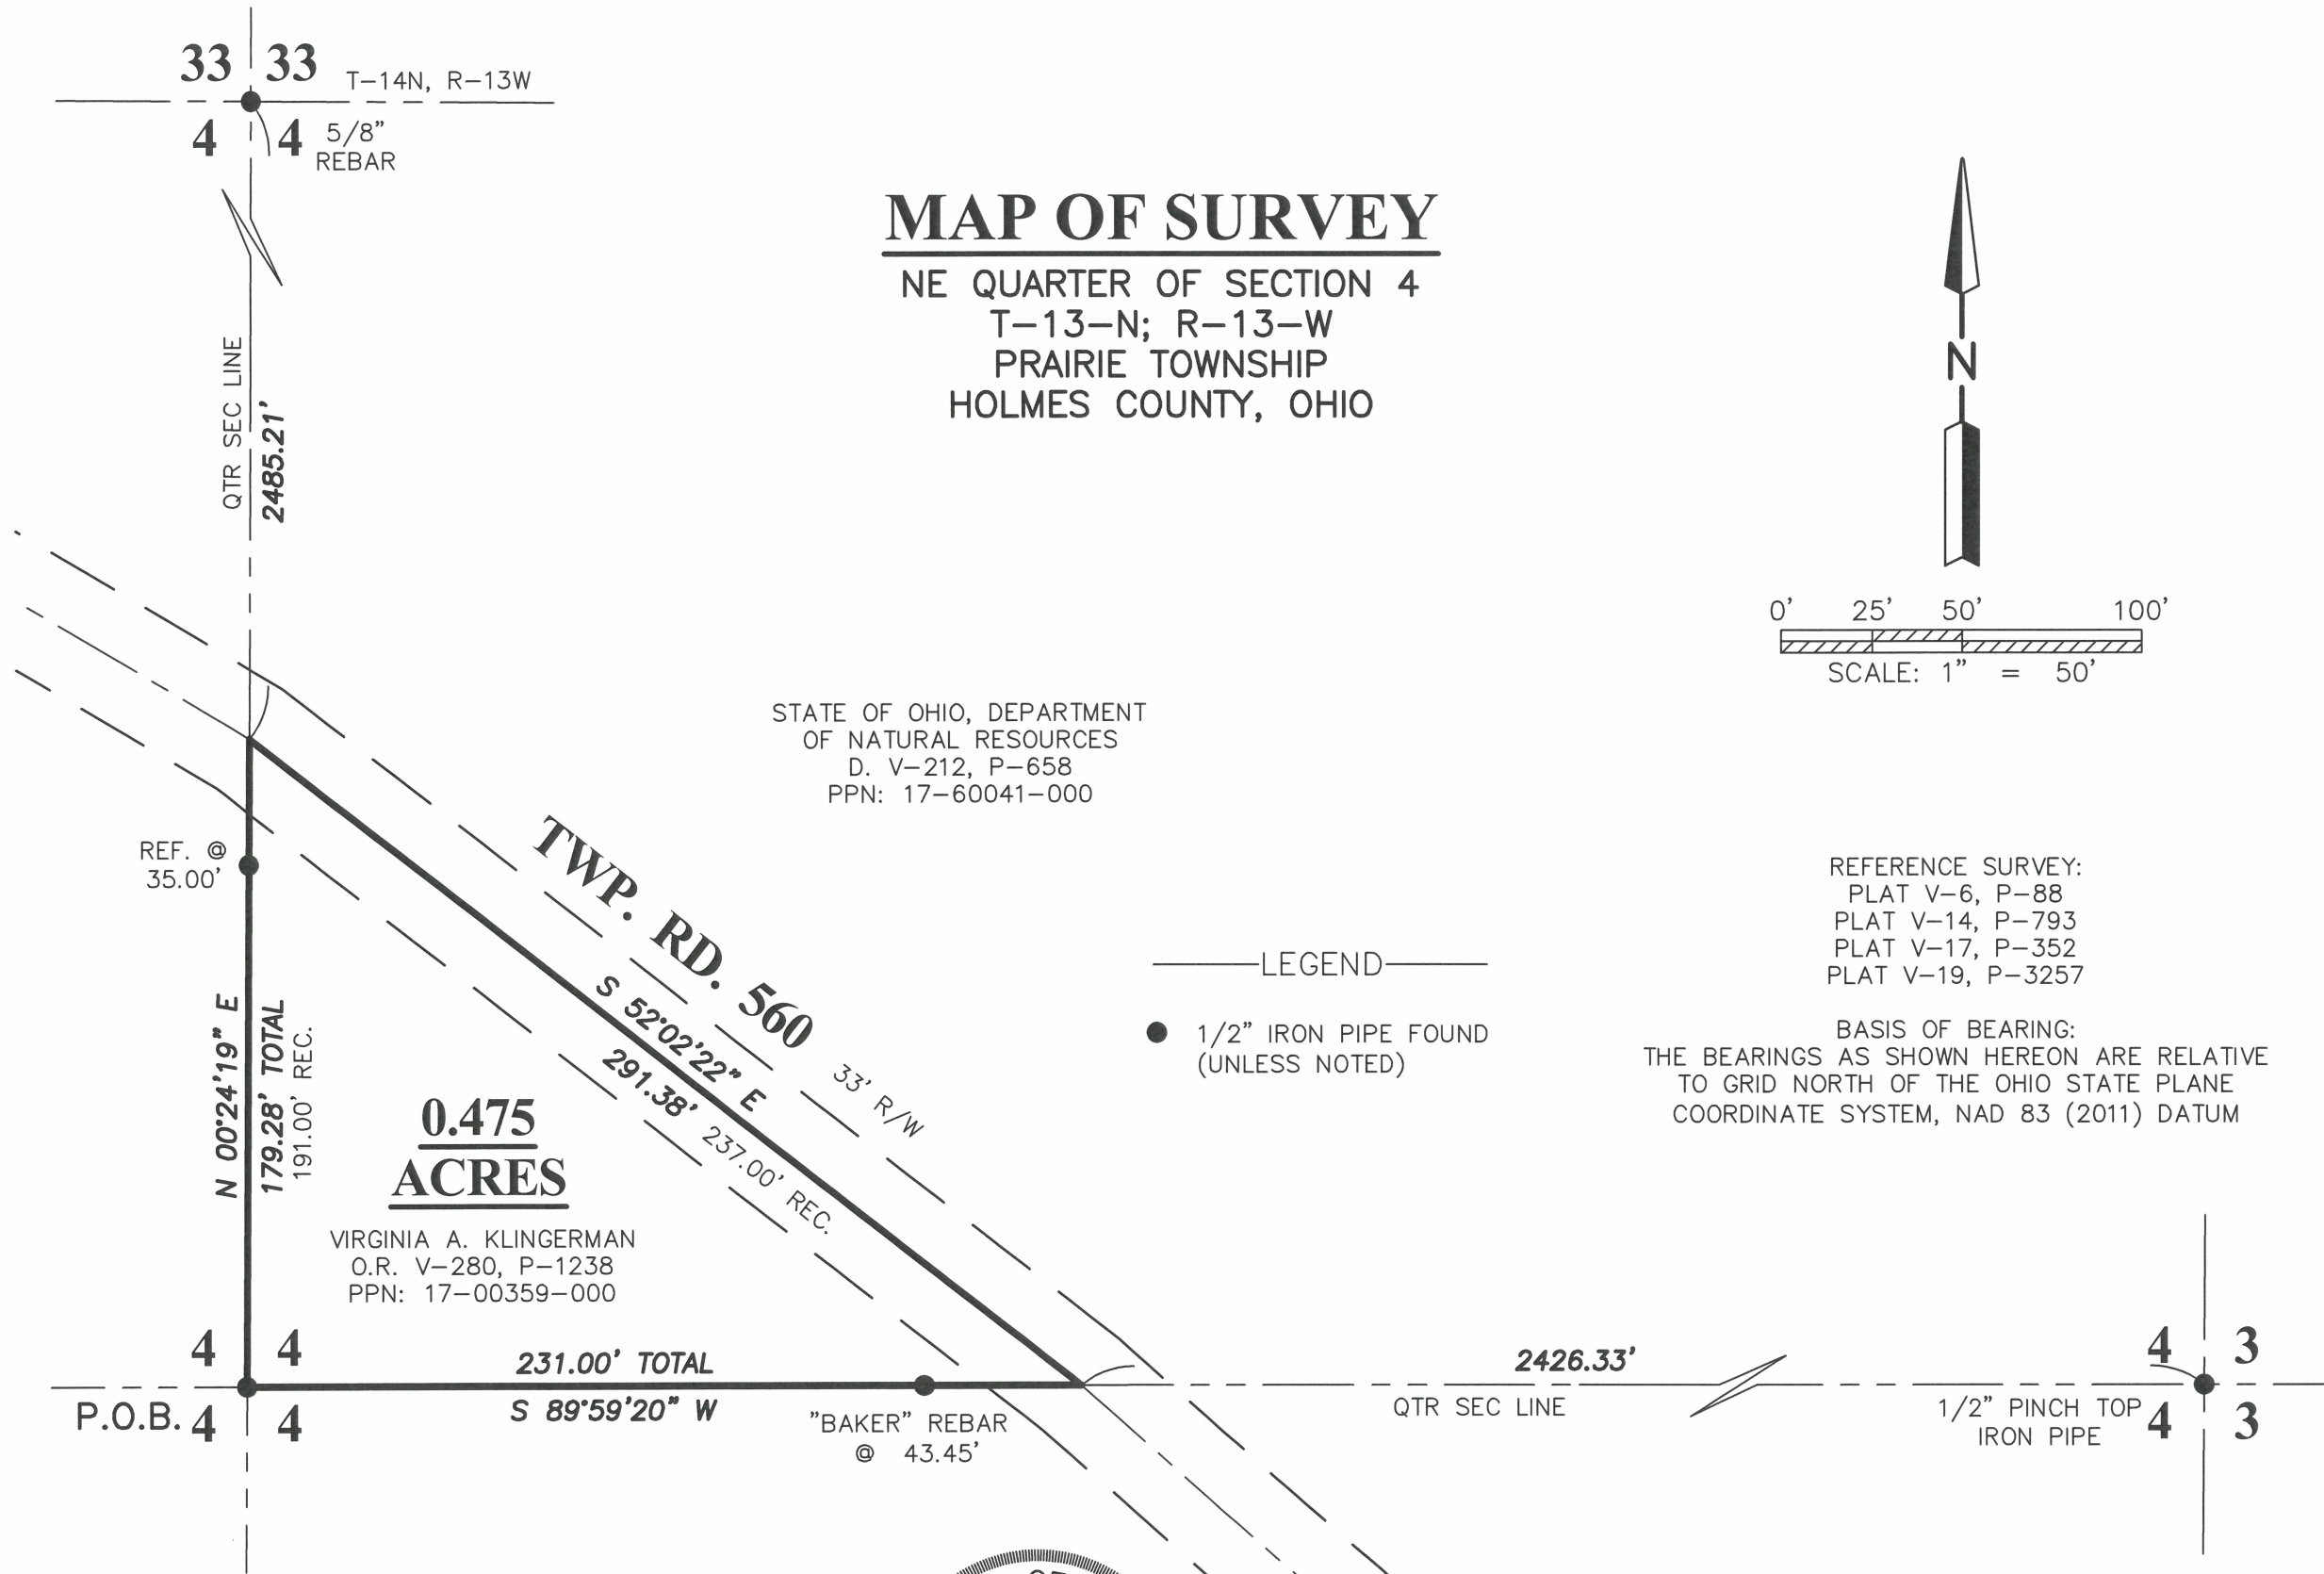 33 33
T-14N, R-13W
4 4
5/8"
REBAR
MAP OF SURVEY
NE QUARTER OF SECTION 4
T-13-N; R-13-W
PRAIRIE TOWNSHIP
HOLMES COUNTY, OHIO
N
QTR SEC LINE
2485.21'
0' 25' 50' 100'
SCALE: 1" = 50'
STATE OF OHIO, DEPARTMENT
OF NATURAL RESOURCES
D. V-212, P-658
PPN: 17-60041-000
REF. @
35.00'
TWP. RD. 560
33' R/W
S 52°02'22" E
291.38' 237.00' REC.
REFERENCE SURVEY:
PLAT V-6, P-88
PLAT V-14, P-793
PLAT V-17, P-352
PLAT V-19, P-3257
LEGEND
1/2" IRON PIPE FOUND
(UNLESS NOTED)
BASIS OF BEARING:
THE BEARINGS AS SHOWN HEREON ARE RELATIVE
TO GRID NORTH OF THE OHIO STATE PLANE
COORDINATE SYSTEM, NAD 83 (2011) DATUM
N 00°24'19" E
179.28' TOTAL
191.00' REC.
0.475
ACRES
VIRGINIA A. KLINGERMAN
O.R. V-280, P-1238
PPN: 17-00359-000
4 4
231.00' TOTAL
S 89°59'20" W
P.O.B. 4 4
"BAKER" REBAR
@ 43.45'
2426.33'
QTR SEC LINE
4 3
1/2" PINCH TOP
IRON PIPE
4 3